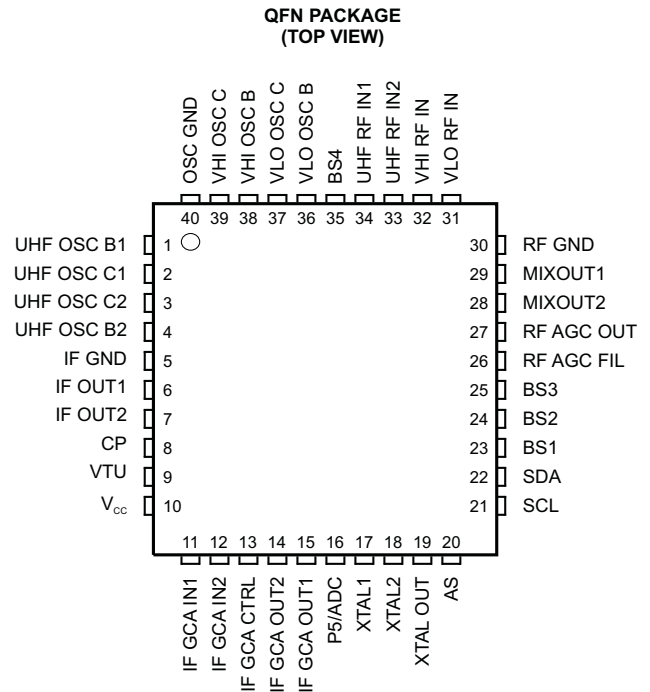 QFN PACKAGE
(TOP VIEW)
OSC GND
VHI OSC C
VHI OSC B
VLO OSC C
VLO OSC B
BS4
UHF RF IN1
UHF RF IN2
VHI RF IN
VLO RF IN
40 39 38 37 36 35 34 33 32 31
UHF OSC B1 1
UHF OSC C1 2
UHF OSC C2 3
UHF OSC B2 4
IF GND 5
IF OUT1 6
IF OUT2 7
CP 8
VTU 9
Vcc 10
30 RF GND
29 MIXOUT1
28 MIXOUT2
27 RF AGC OUT
26 RF AGC FIL
25 BS3
24 BS2
23 BS1
22 SDA
21 SCL
11 12 13 14 15 16 17 18 19 20
IF GCA IN1
IF GCA IN2
IF GCA CTRL
IF GCA OUT2
IF GCA OUT1
P5/ADC
XTAL1
XTAL2
XTAL OUT
AS